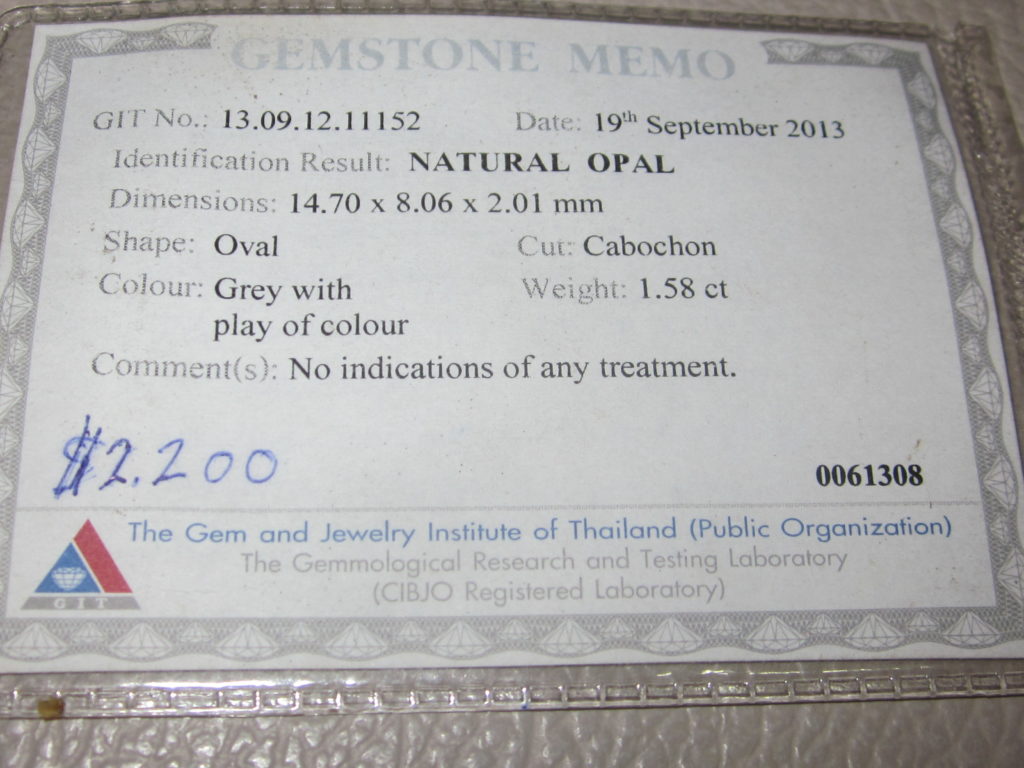 GEMSTONE MEMO
GIT No.: 13.09.12.11152 Date: 19th September 2013
Identification Result: NATURAL OPAL
Dimensions: 14.70 x 8.06 x 2.01 mm
Shape: Oval Cut: Cabochon
Colour: Grey with Weight: 1.58 ct
play of colour
Comment(s): No indications of any treatment.
$2.200
0061308
The Gem and Jewelry Institute of Thailand (Public Organization)
The Gemmological Research and Testing Laboratory
(CIBJO Registered Laboratory)
GIT